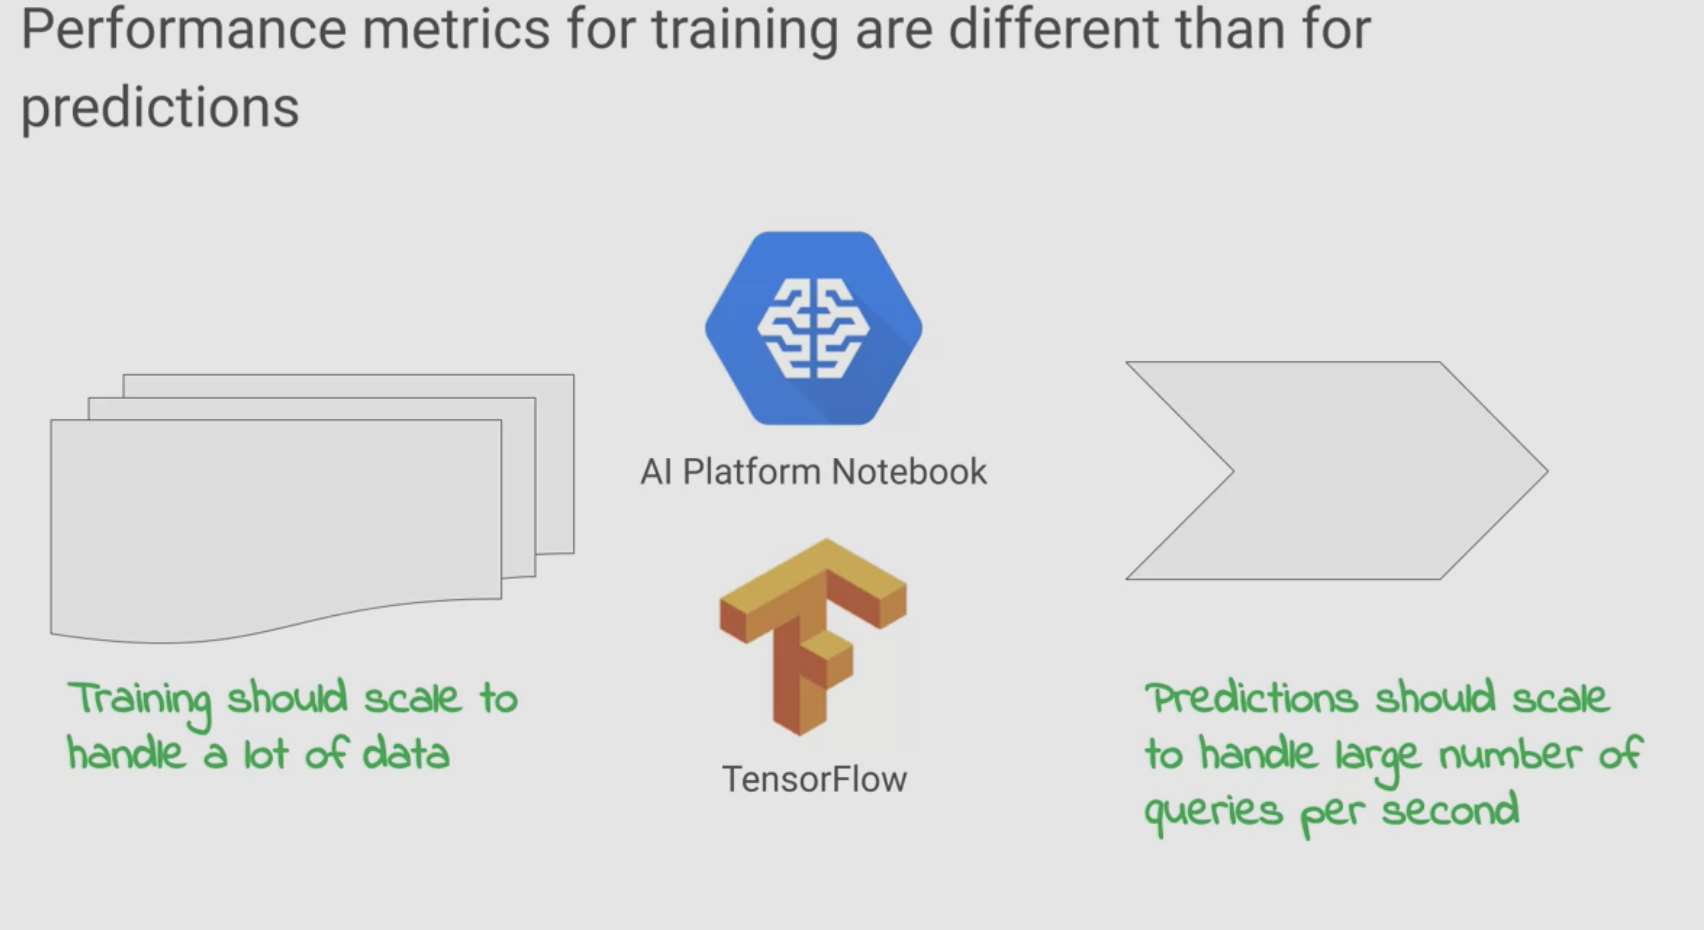 Performance metrics for training are different than for
predictions
AI Platform Notebook
TensorFlow
Training should scale to
handle a lot of data
Predictions should scale
to handle large number of
queries per second